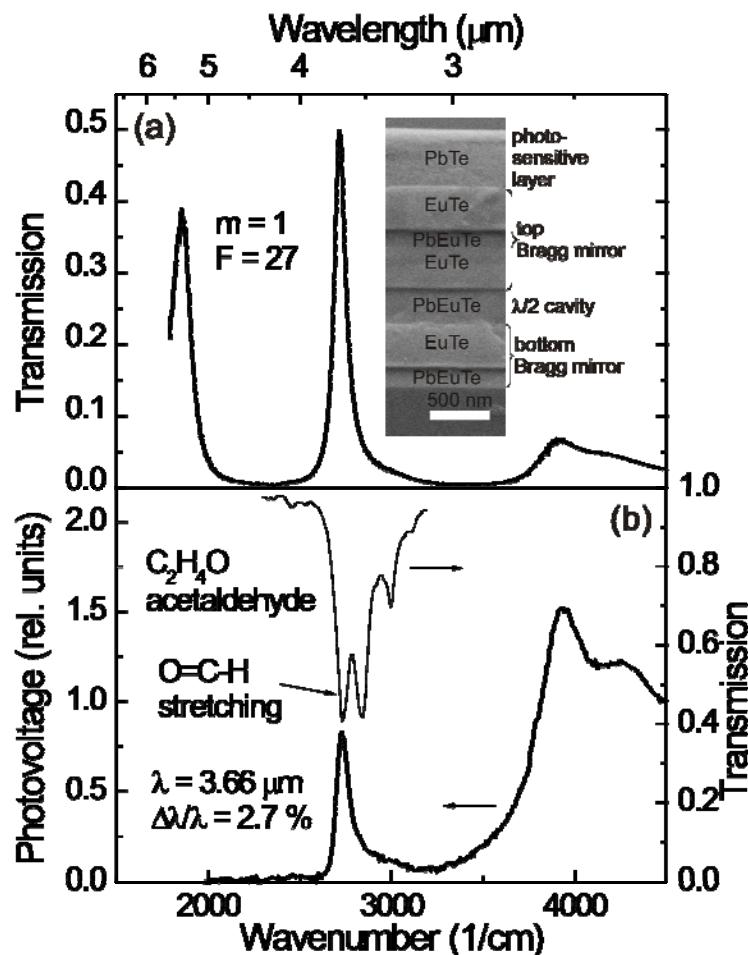 Wavelength (μm)
6 5 4 3
(a)
0.5
0.4
0.3
0.2
0.1
0.0
Transmission
m = 1
F = 27
PbTe
EuTe
PbEuTe
EuTe
PbEuTe
EuTe
PbEuTe
500 nm
photo-
sensitive
layer
top
Bragg mirror
λ/2 cavity
bottom
Bragg mirror
(b)
2.0
1.5
1.0
0.5
0.0
Photovoltage (rel. units)
C₂H₄O
acetaldehyde
O=C-H
stretching
λ = 3.66 μm
Δλ/λ = 2.7 %
1.0
0.8
0.6
0.4
0.2
0.0
Transmission
2000 3000 4000
Wavenumber (1/cm)